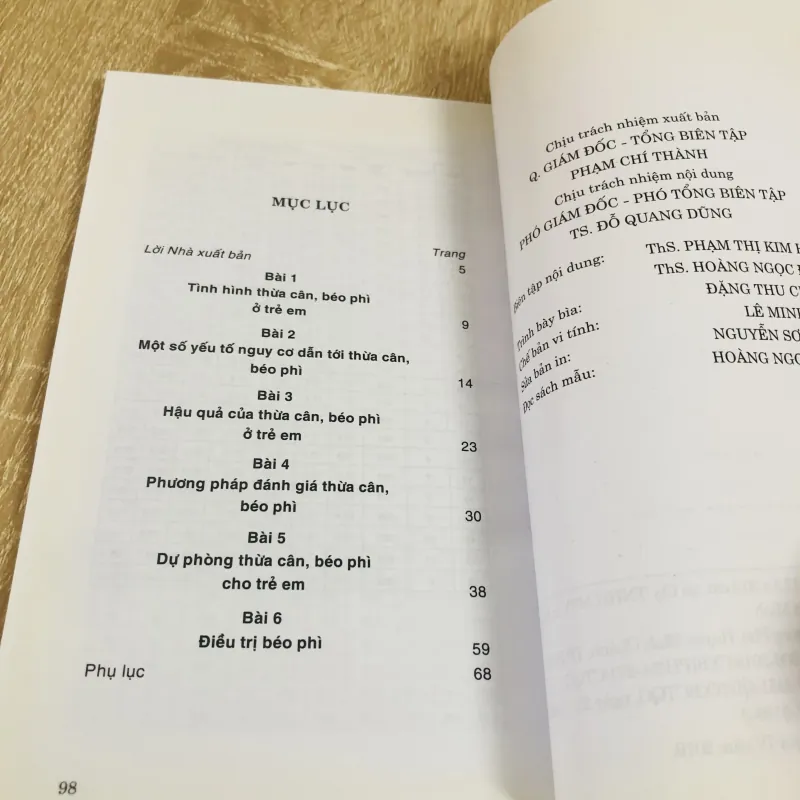 MỤC LỤC
Lời Nhà xuất bản Trang
5
Bài 1
Tình hình thừa cân, béo phì
ở trẻ em
9
Bài 2
Một số yếu tố nguy cơ dẫn tới thừa cân,
béo phì
14
Bài 3
Hậu quả của thừa cân, béo phì
ở trẻ em
23
Bài 4
Phương pháp đánh giá thừa cân,
béo phì
30
Bài 5
Dự phòng thừa cân, béo phì
cho trẻ em
38
Bài 6
Điều trị béo phì
59
Phụ lục 68
98
Chịu trách nhiệm xuất bản
Q. GIÁM ĐỐC - TỔNG BIÊN TẬP
PHẠM CHÍ THÀNH
Chịu trách nhiệm nội dung
PHÓ GIÁM ĐỐC - PHÓ TỔNG BIÊN TẬP
TS. ĐỖ QUANG DŨNG
Biên tập nội dung: ThS. PHẠM THỊ KIM
ThS. HOÀNG NGỌC
ĐẶNG THU
Trình bày bìa: LÊ MINH
Chế bản vi tính: NGUYỄN
Sửa bản in: HOÀNG
Đọc sách mẫu: